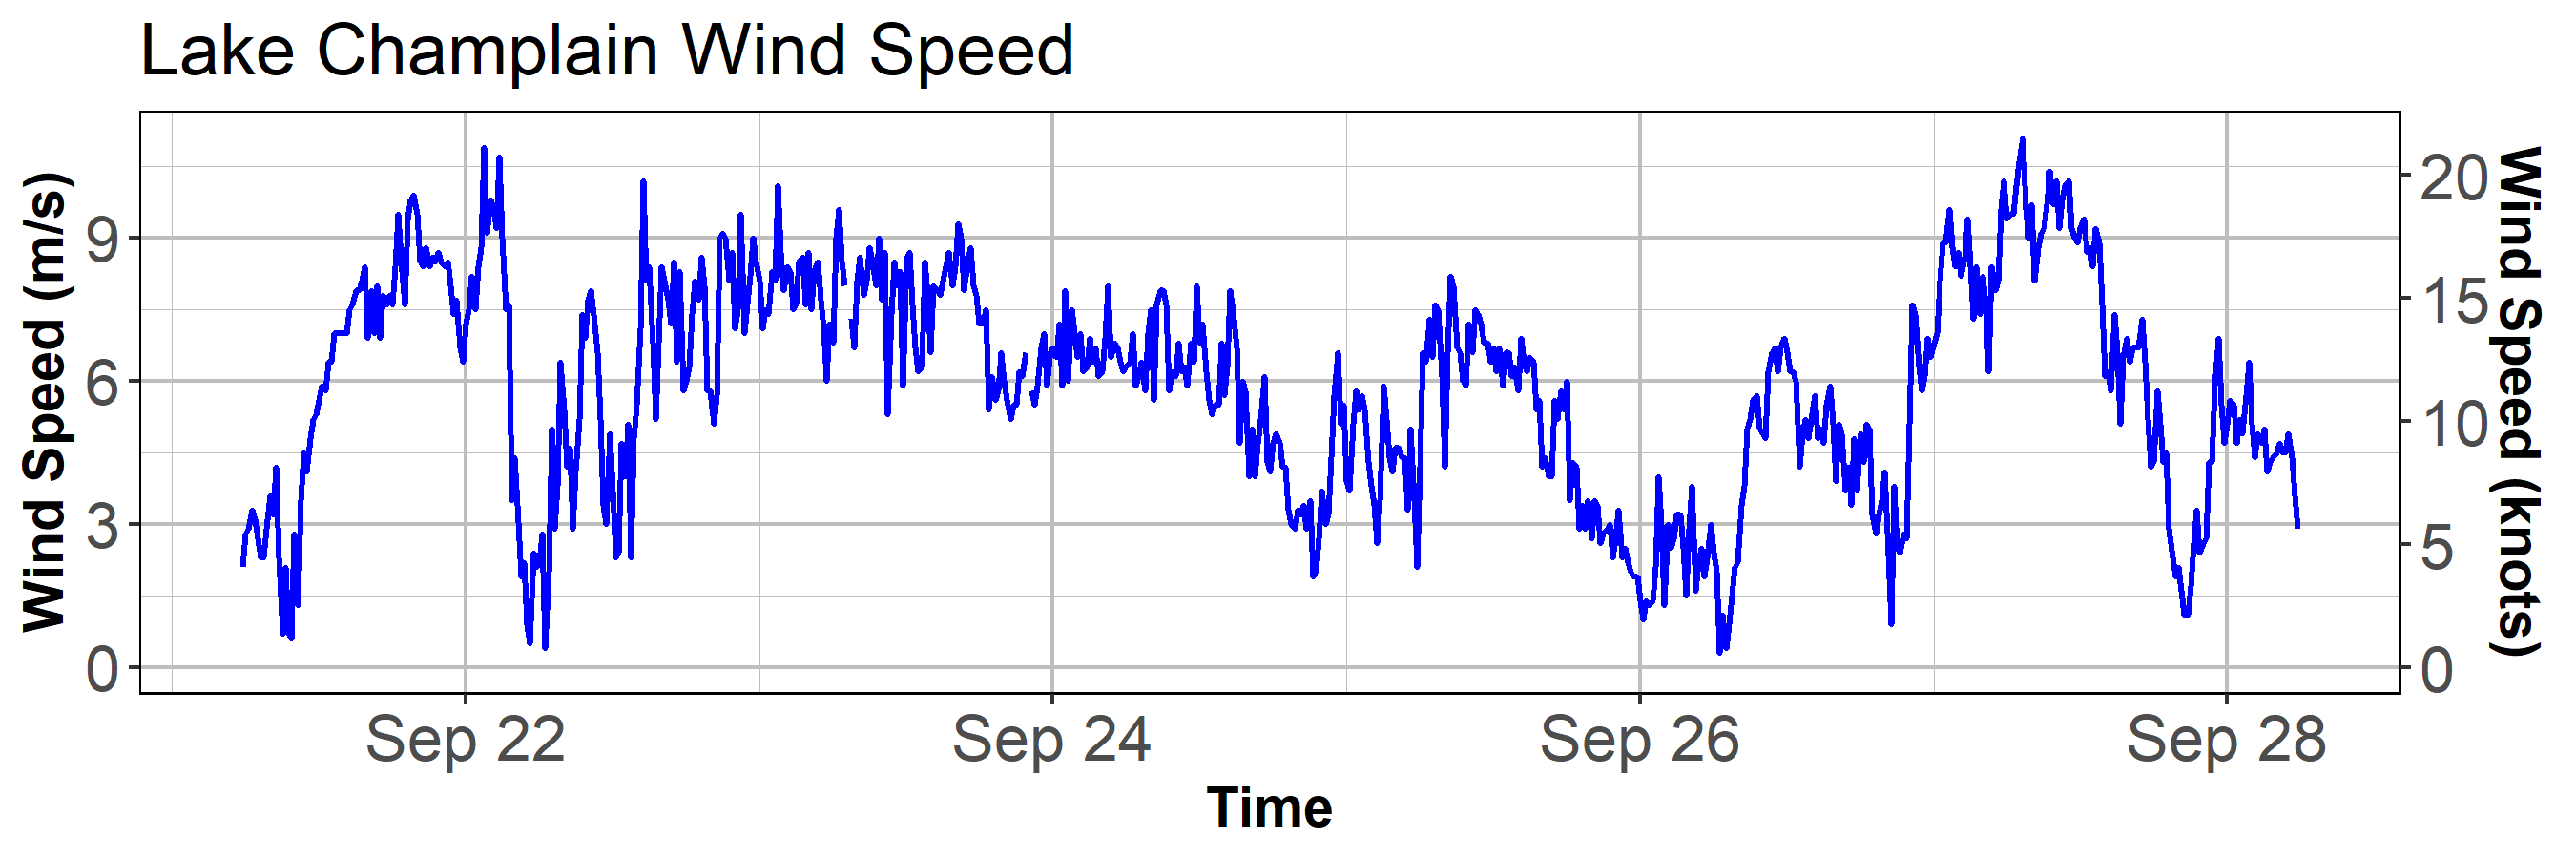 Lake Champlain Wind Speed
Wind Speed (m/s)
9
6
3
0
20
15
10
5
0
Wind Speed (knots)
Sep 22
Sep 24
Sep 26
Sep 28
Time